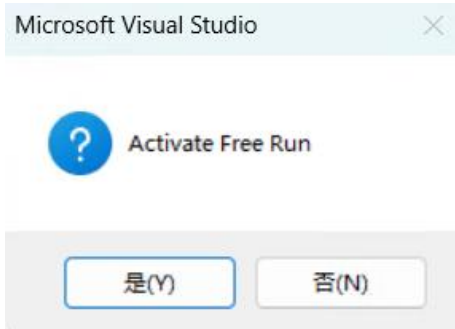 Microsoft Visual Studio
?
Activate Free Run
是(Y)
否(N)